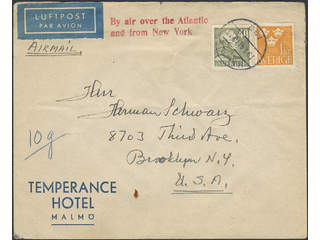 LUFTPOST
PAR AVION
AIRMAIL
By air over the Atlantic
and from New York
SVERIGE
Herr
Herman Schwarz
8703 Third Ave.
Brooklyn N.Y.
U.S.A.
10g
TEMPERANCE
HOTEL
MALMÖ